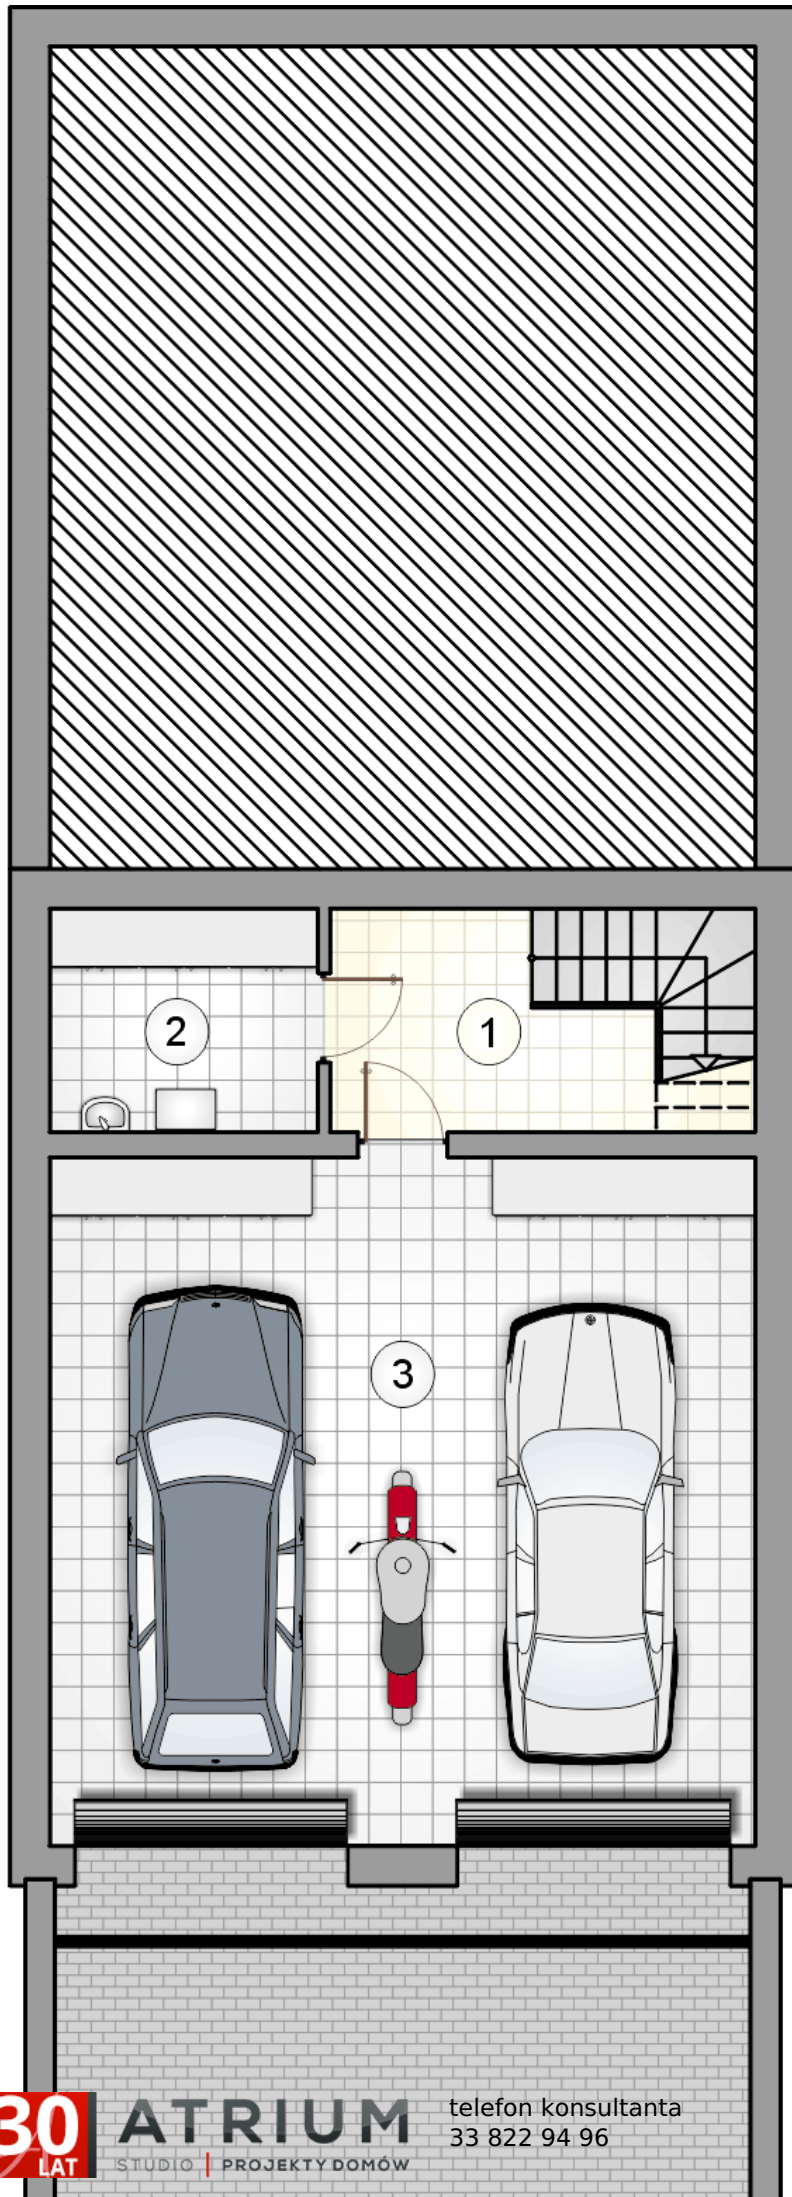 2
1
3
30
LAT
ATRIUM
STUDIO | PROJEKTY DOMÓW
telefon konsultanta
33 822 94 96